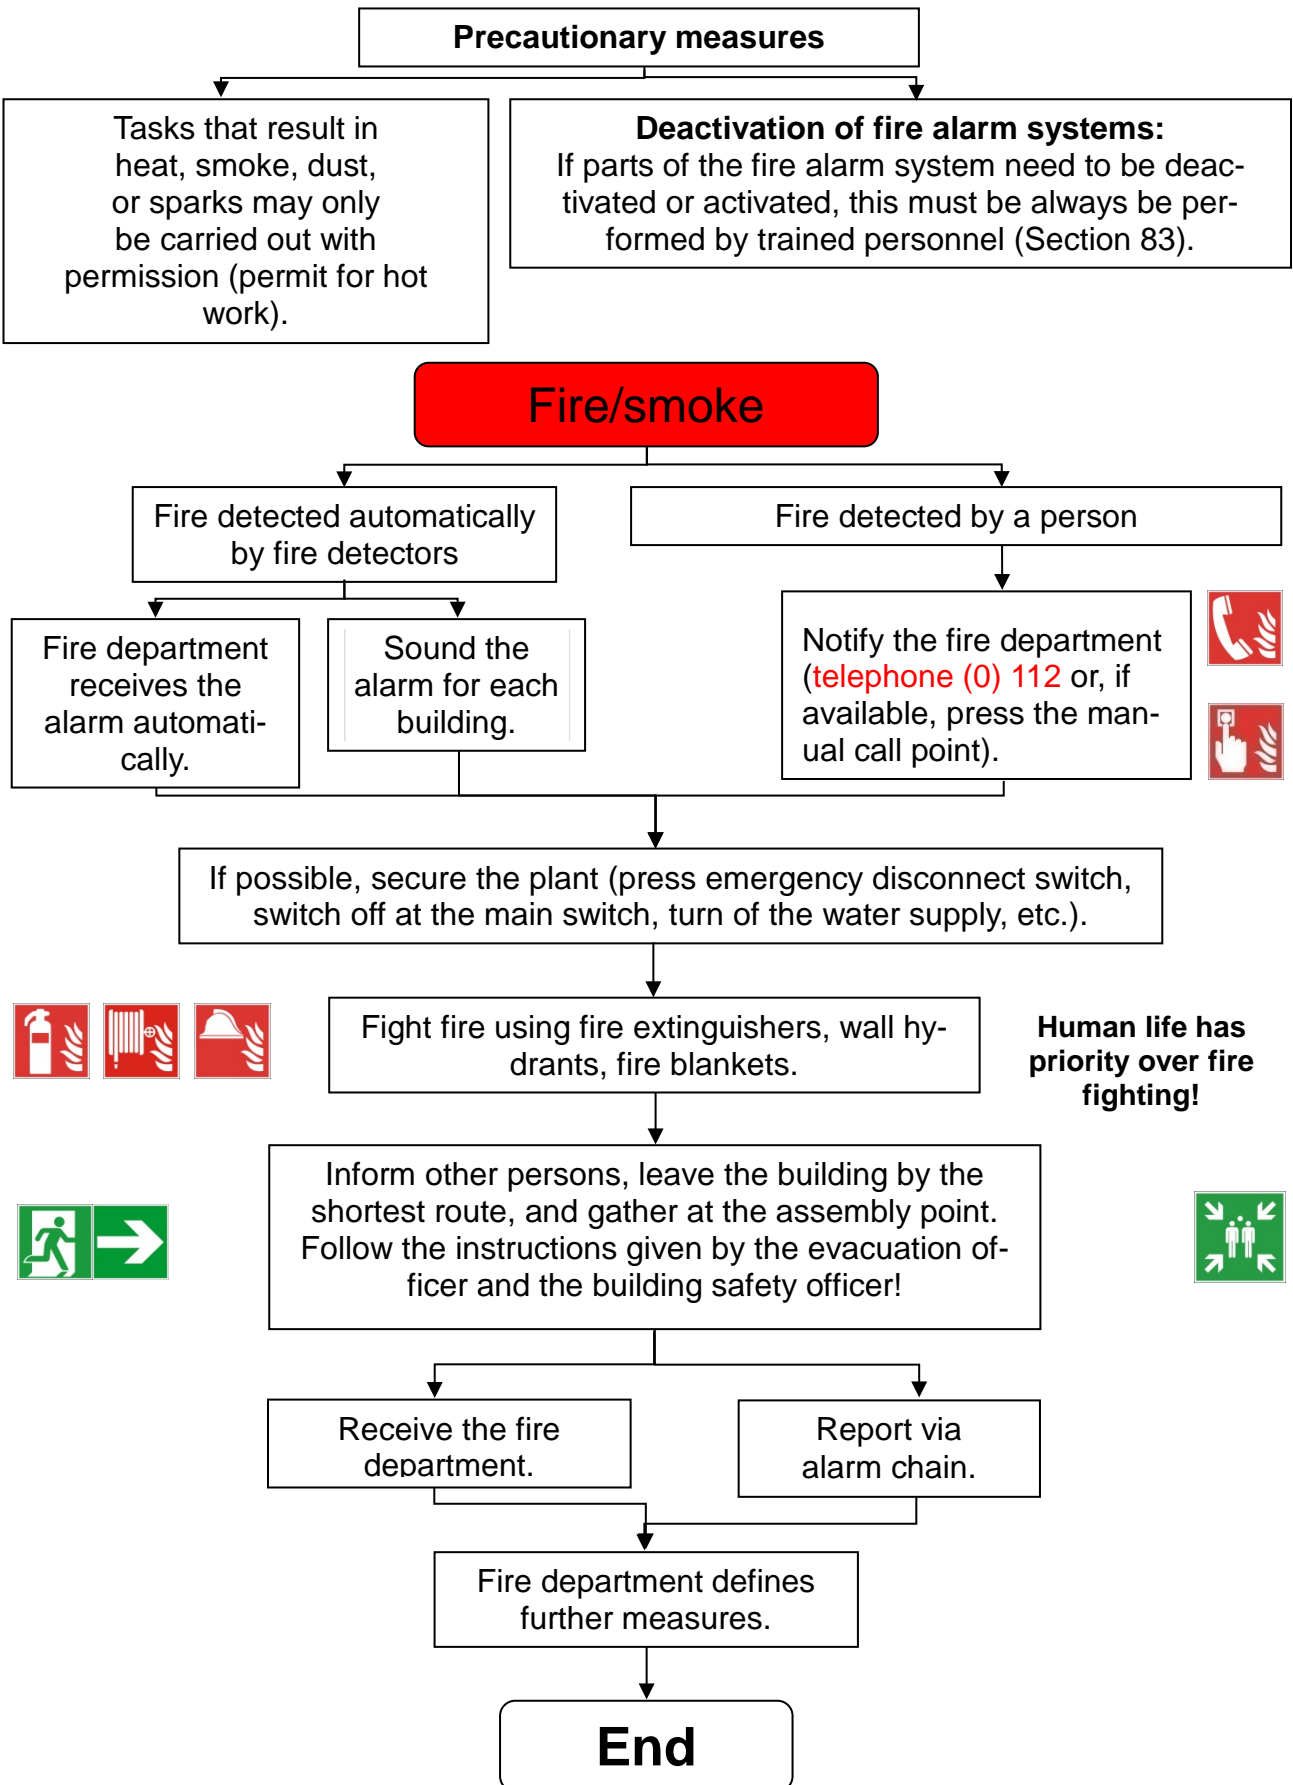 Precautionary measures
Tasks that result in
heat, smoke, dust,
or sparks may only
be carried out with
permission (permit for hot
work).
Deactivation of fire alarm systems:
If parts of the fire alarm system need to be deac-
tivated or activated, this must be always be per-
formed by trained personnel (Section 83).
Fire/smoke
Fire detected automatically
by fire detectors
Fire detected by a person
Fire department
receives the
alarm automati-
cally.
Sound the
alarm for each
building.
Notify the fire department
(telephone (0) 112 or, if
available, press the man-
ual call point).
If possible, secure the plant (press emergency disconnect switch,
switch off at the main switch, turn of the water supply, etc.).
Fight fire using fire extinguishers, wall hy-
drants, fire blankets.
Human life has
priority over fire
fighting!
Inform other persons, leave the building by the
shortest route, and gather at the assembly point.
Follow the instructions given by the evacuation of-
ficer and the building safety officer!
Receive the fire
department.
Report via
alarm chain.
Fire department defines
further measures.
End